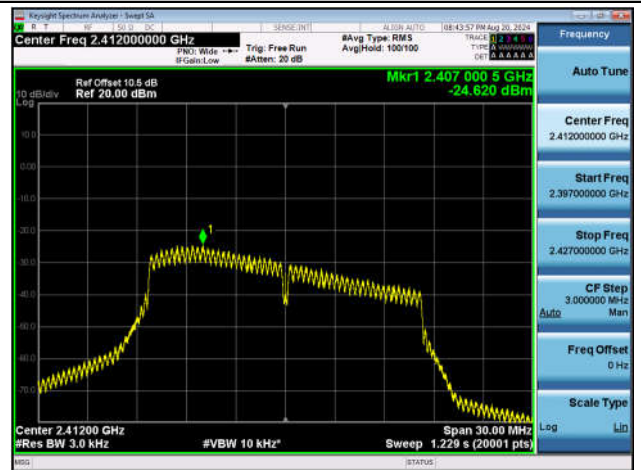 Keysight Spectrum Analyzer - Swept SA
R T RF 50 Ω DC SENSE:INT ALIGN AUTO 08:43:57 PM Aug 20, 2024
Center Freq 2.412000000 GHz
PNO: Wide
IFGain:Low
Trig: Free Run
#Atten: 20 dB
#Avg Type: RMS
Avg|Hold: 100/100
TRACE 1 2 3 4 5 6
TYPE A
DET A A A A A A
Ref Offset 10.5 dB
10 dB/div Ref 20.00 dBm
Log
Mkr1 2.407 000 5 GHz
-24.620 dBm
10.0
0.00
-10.0
-20.0
-30.0
-40.0
-50.0
-60.0
-70.0
1
Center 2.41200 GHz
Span 30.00 MHz
#Res BW 3.0 kHz
#VBW 10 kHz*
Sweep 1.229 s (20001 pts)
MSG
STATUS
Frequency
Auto Tune
Center Freq
2.412000000 GHz
Start Freq
2.397000000 GHz
Stop Freq
2.427000000 GHz
CF Step
3.000000 MHz
Auto Man
Freq Offset
0 Hz
Scale Type
Log Lin